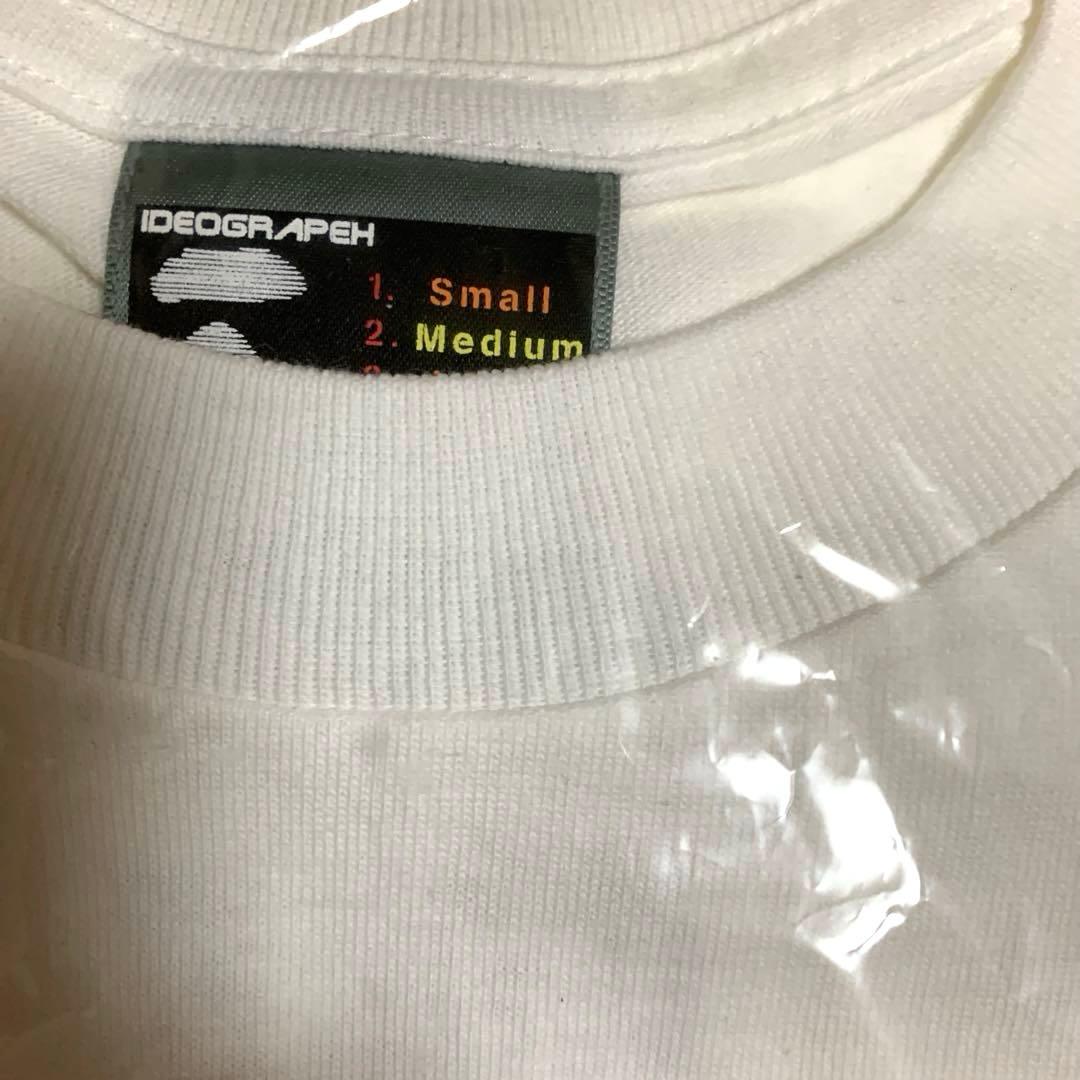 IDEOGRAPEH
1. Small
2. Medium